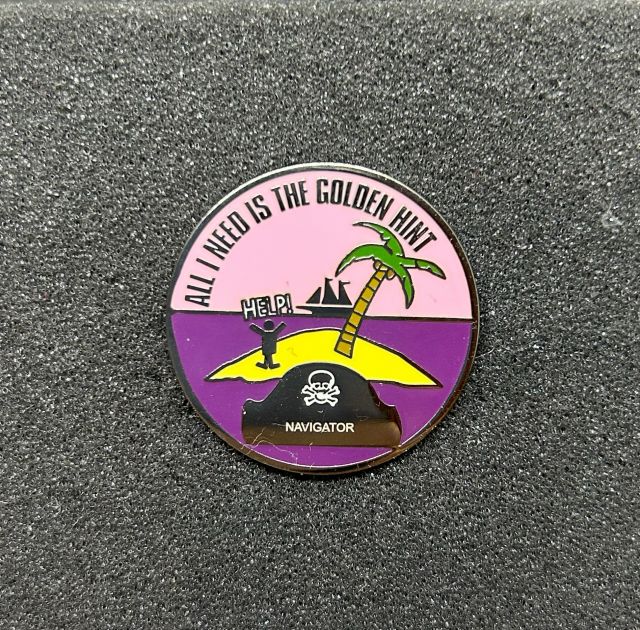 ALL I NEED IS THE GOLDEN HINT
HELP!
NAVIGATOR